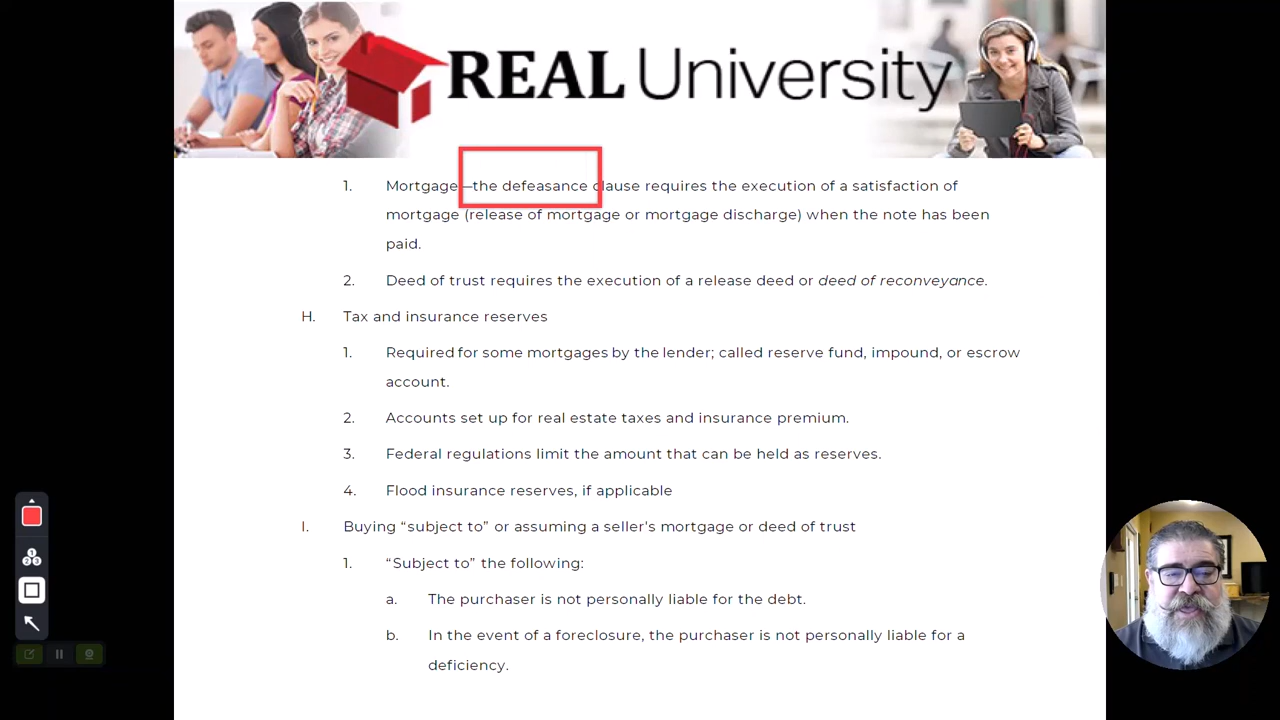 REAL University
1. Mortgage—the defeasance clause requires the execution of a satisfaction of
mortgage (release of mortgage or mortgage discharge) when the note has been
paid.
2. Deed of trust requires the execution of a release deed or deed of reconveyance.
H. Tax and insurance reserves
1. Required for some mortgages by the lender; called reserve fund, impound, or escrow
account.
2. Accounts set up for real estate taxes and insurance premium.
3. Federal regulations limit the amount that can be held as reserves.
4. Flood insurance reserves, if applicable
I. Buying “subject to” or assuming a seller's mortgage or deed of trust
1. “Subject to” the following:
a. The purchaser is not personally liable for the debt.
b. In the event of a foreclosure, the purchaser is not personally liable for a
deficiency.